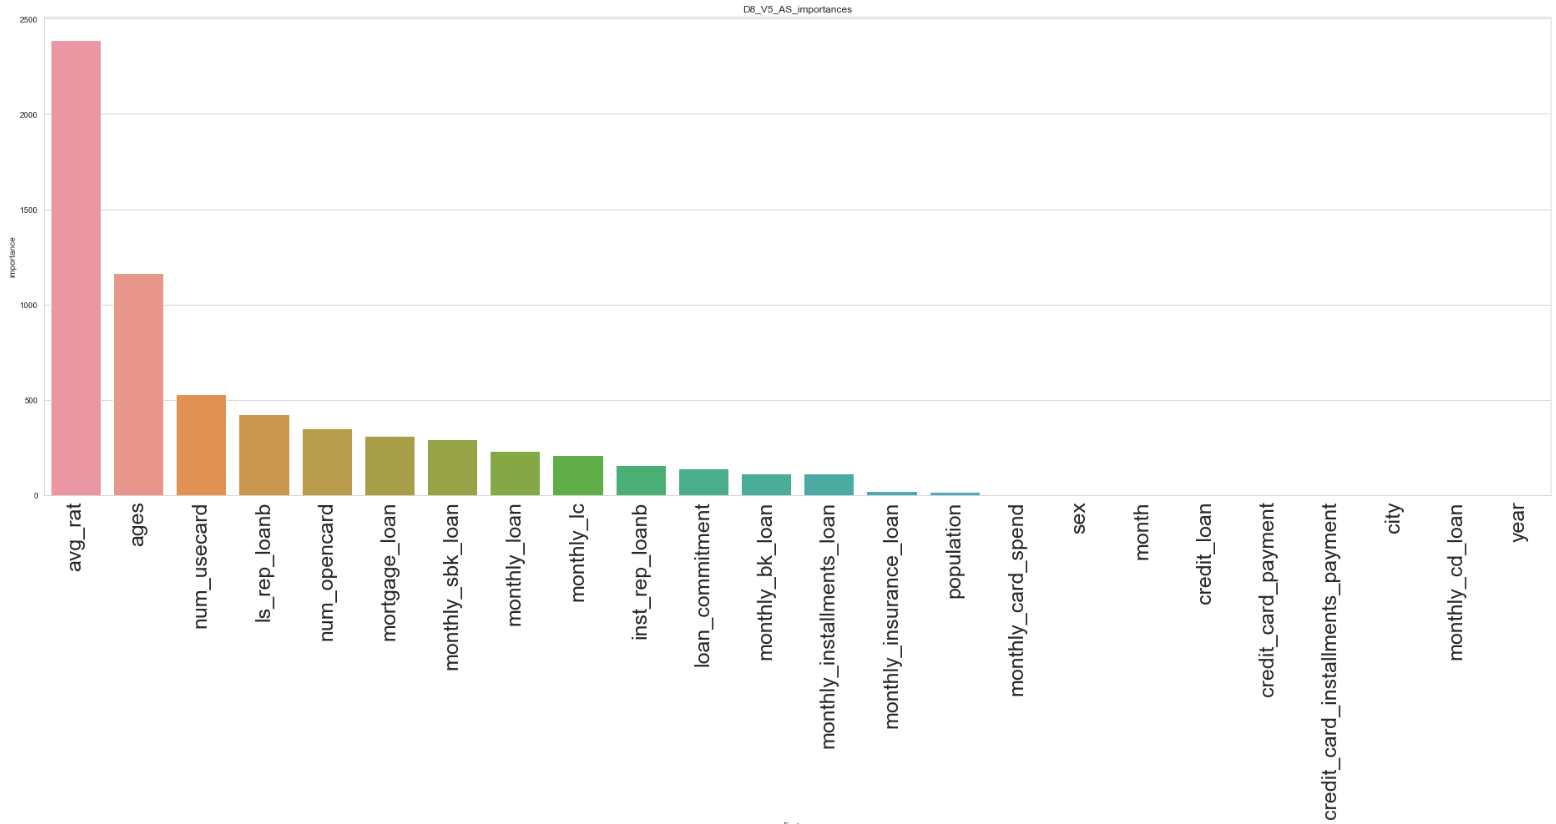 D8_V5_AS_importances
2500
2000
1500
1000
500
0
importance
avg_rat
ages
num_usecard
ls_rep_loanb
num_opencard
mortgage_loan
monthly_sbk_loan
monthly_loan
monthly_lc
inst_rep_loanb
loan_commitment
monthly_bk_loan
monthly_installments_loan
monthly_insurance_loan
population
monthly_card_spend
sex
month
credit_loan
credit_card_payment
credit_card_installments_payment
city
monthly_cd_loan
year